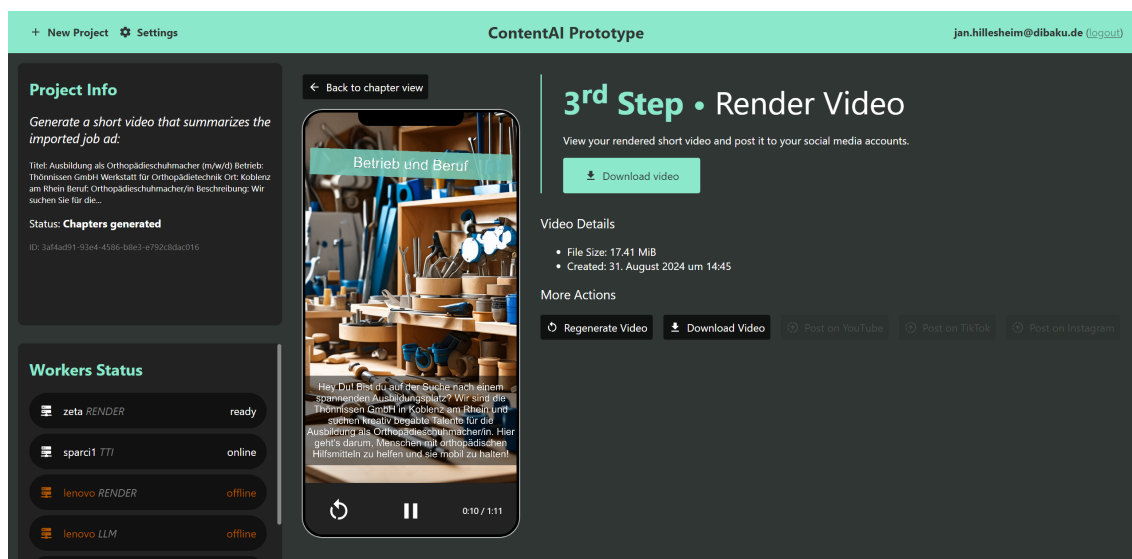 + New Project Settings
ContentAI Prototype
jan.hillesheim@dibaku.de (logout)
Project Info
Generate a short video that summarizes the
imported job ad:
Titel: Ausbildung als Orthopädieschuhmacher (m/w/d) Betrieb:
Thönnissen GmbH Werkstatt für Orthopädietechnik Ort: Koblenz
am Rhein Beruf: Orthopädieschuhmacher/in Beschreibung: Wir
suchen Sie für die...
Status: Chapters generated
ID: 3af4ad91-93e4-4586-b8e3-e792c8dac016
Workers Status
zeta RENDER ready
sparci1 TTI online
lenovo RENDER offline
lenovo LLM offline
← Back to chapter view
Betrieb und Beruf
Hey Du! Bist du auf der Suche nach einem
spannenden Ausbildungsplatz? Wir sind die
Thönnissen GmbH in Koblenz am Rhein und
suchen kreativ begabte Talente für die
Ausbildung als Orthopädieschuhmacher/in. Hier
geht's darum, Menschen mit orthopädischen
Hilfsmitteln zu helfen und sie mobil zu halten!
0:10 / 1:11
3rd Step • Render Video
View your rendered short video and post it to your social media accounts.
Download video
Video Details
• File Size: 17.41 MiB
• Created: 31. August 2024 um 14:45
More Actions
Regenerate Video
Download Video
Post on YouTube
Post on TikTok
Post on Instagram